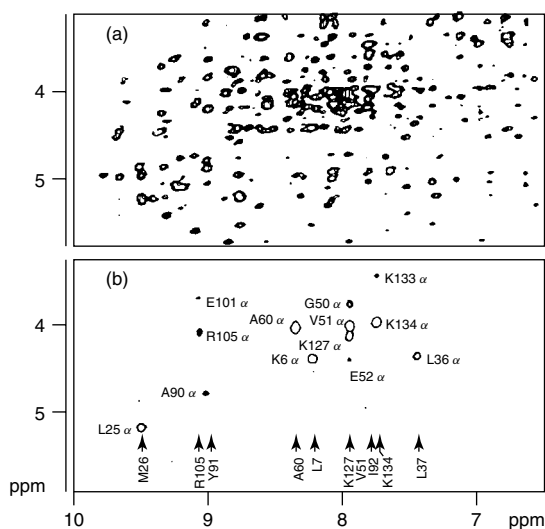 (a)
4
5
(b)
K133 α
E101 α
G50 α
A60 α
V51 α
K134 α
R105 α
K127 α
K6 α
L36 α
E52 α
A90 α
L25 α
4
5
M26
R105
Y91
A60
L7
K127
V51
I92
K134
L37
ppm
10
9
8
7
ppm